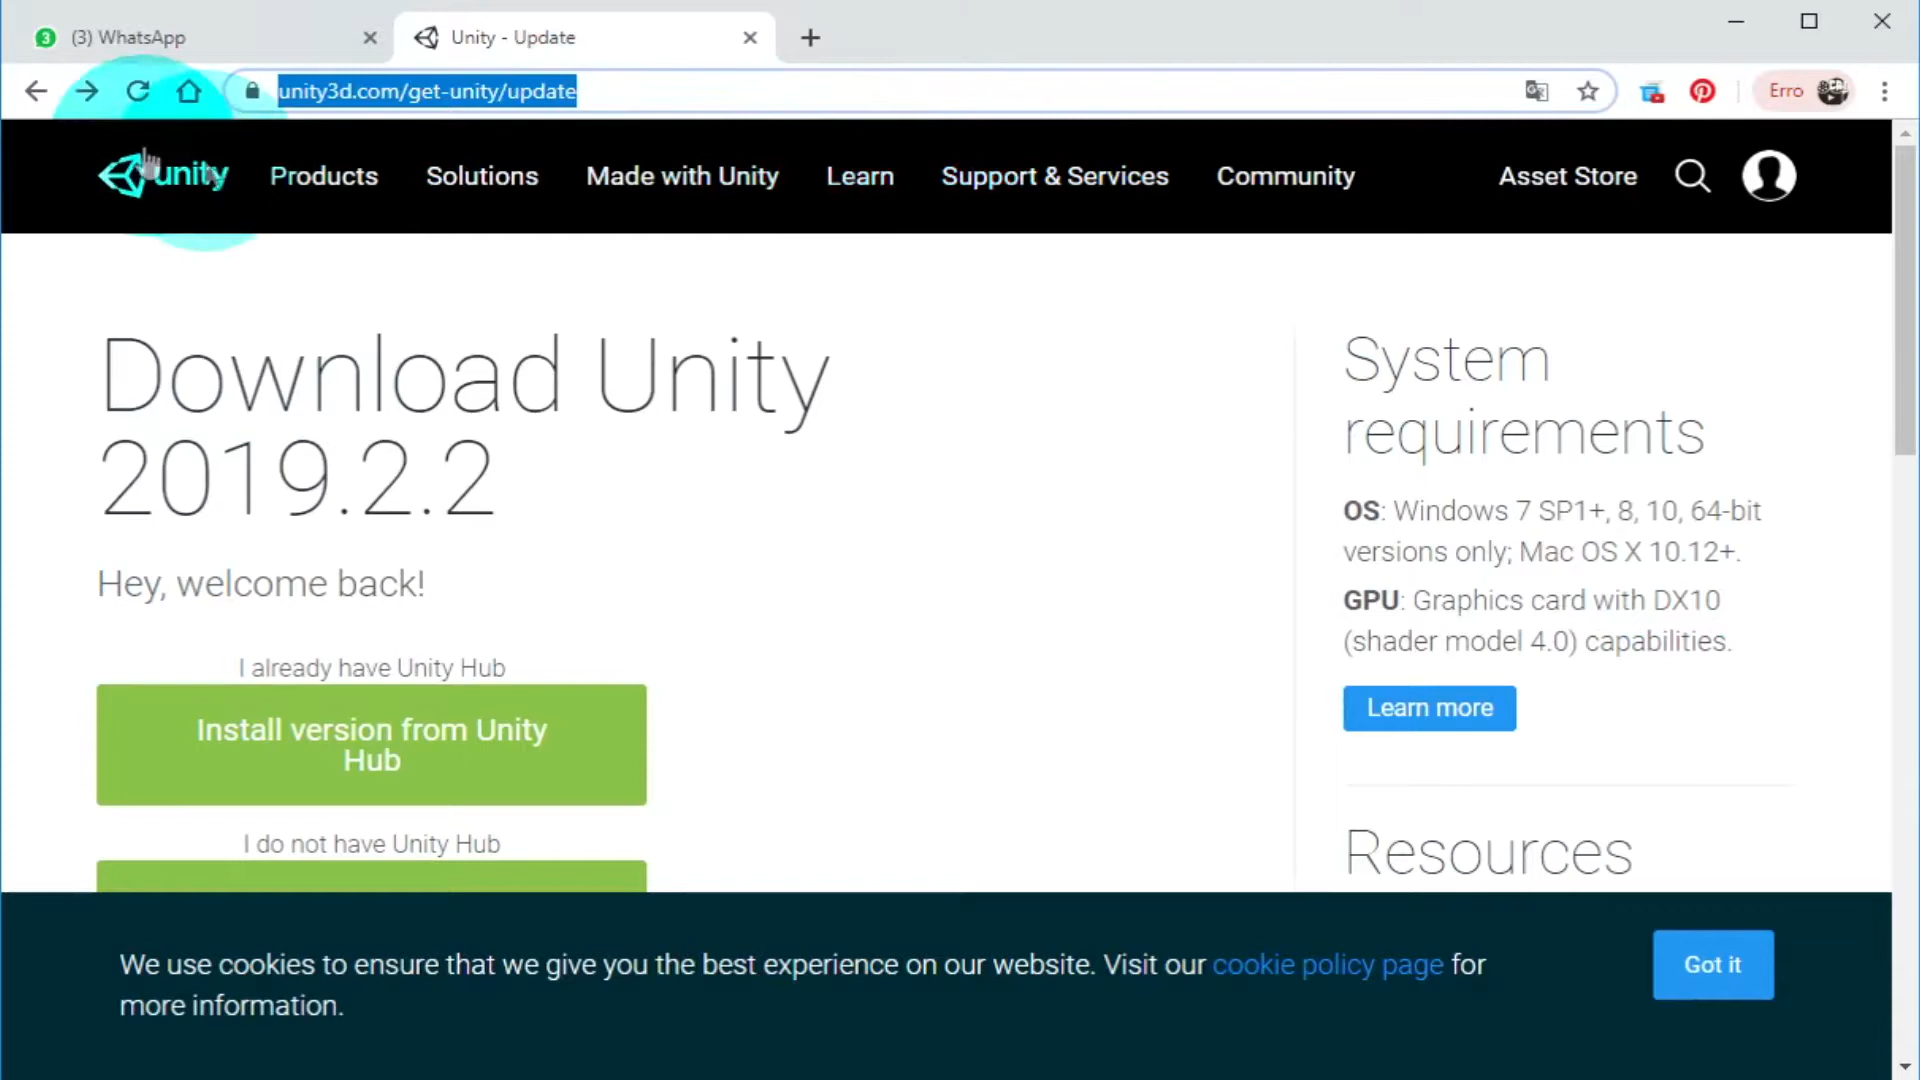 3 (3) WhatsApp
Unity - Update
unity3d.com/get-unity/update
Erro
unity
Products
Solutions
Made with Unity
Learn
Support & Services
Community
Asset Store
Download Unity
2019.2.2
Hey, welcome back!
I already have Unity Hub
Install version from Unity
Hub
I do not have Unity Hub
System
requirements
OS: Windows 7 SP1+, 8, 10, 64-bit
versions only; Mac OS X 10.12+.
GPU: Graphics card with DX10
(shader model 4.0) capabilities.
Learn more
Resources
We use cookies to ensure that we give you the best experience on our website. Visit our cookie policy page for
more information.
Got it